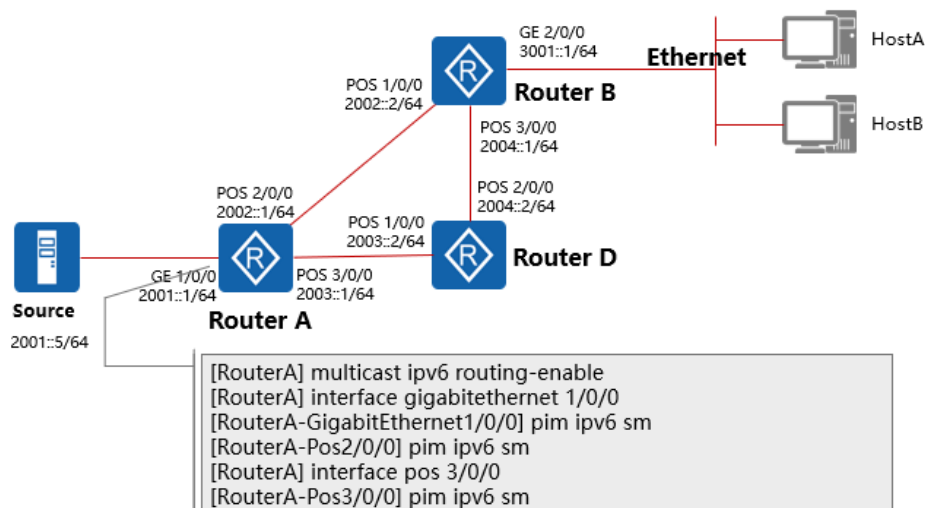 GE 2/0/0
3001::1/64
Ethernet
HostA
POS 1/0/0
2002::2/64
R
Router B
HostB
POS 3/0/0
2004::1/64
POS 2/0/0
2002::1/64
POS 2/0/0
2004::2/64
POS 1/0/0
2003::2/64
R
R
Router D
GE 1/0/0
2001::1/64
POS 3/0/0
2003::1/64
Source
Router A
2001::5/64
[RouterA] multicast ipv6 routing-enable
[RouterA] interface gigabitethernet 1/0/0
[RouterA-GigabitEthernet1/0/0] pim ipv6 sm
[RouterA-Pos2/0/0] pim ipv6 sm
[RouterA] interface pos 3/0/0
[RouterA-Pos3/0/0] pim ipv6 sm